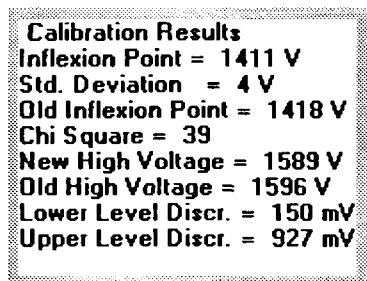 Calibration Results
Inflexion Point = 1411 V
Std. Deviation = 4 V
Old Inflexion Point = 1418 V
Chi Square = 39
New High Voltage = 1589 V
Old High Voltage = 1596 V
Lower Level Discr. = 150 mV
Upper Level Discr. = 927 mV